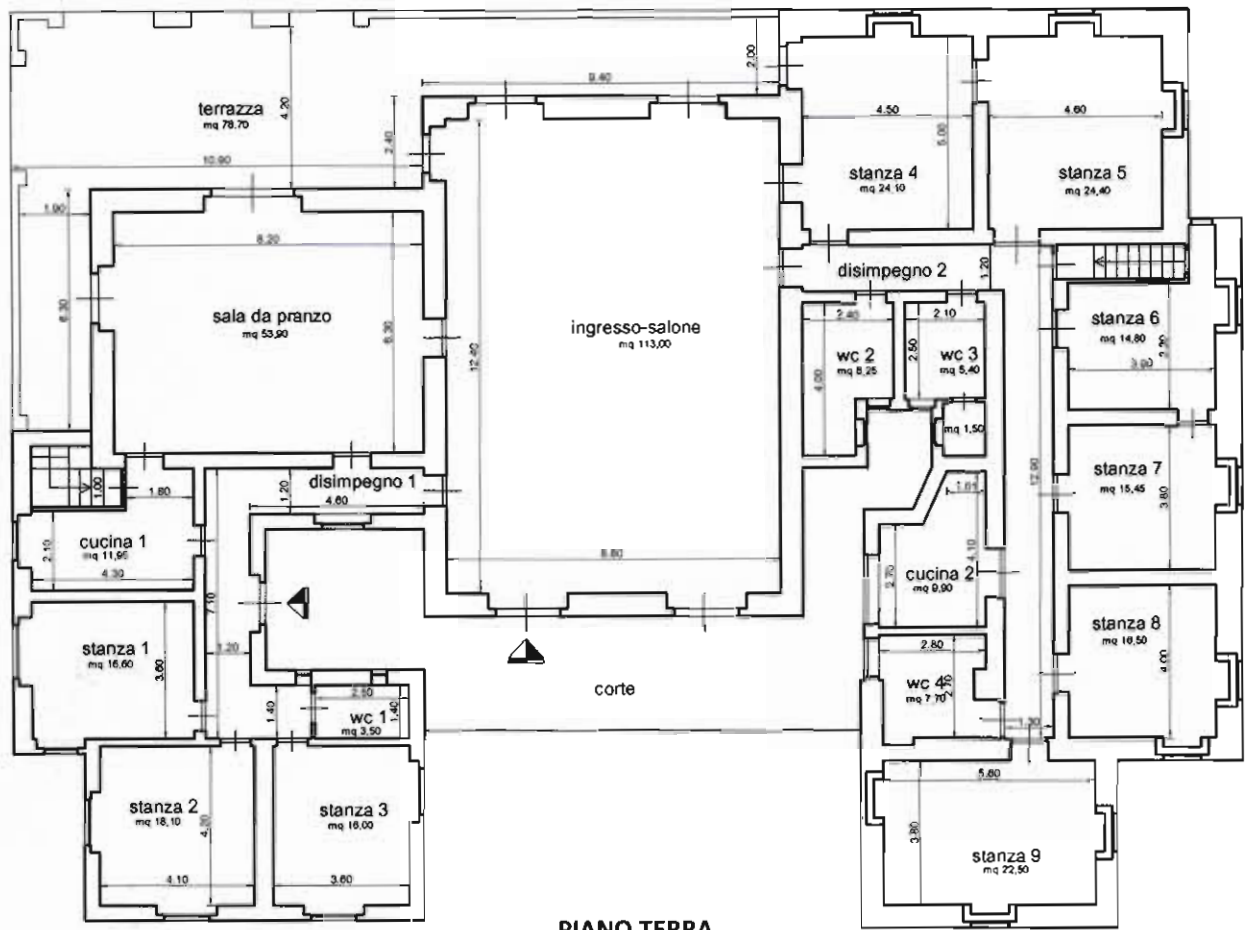 9.40
2.00
terrazza
mq 78,70
4.20
2.40
10.90
4.50
5.00
4.60
stanza 4
mq 24,10
stanza 5
mq 24,40
1.90
6.30
8.20
6.30
sala da pranzo
mq 53,90
12.40
ingresso-salone
mq 113,00
8.80
disimpegno 2
1.20
2.40
4.00
wc 2
mq 8,25
2.10
2.50
wc 3
mq 5,40
mq 1,50
stanza 6
mq 14,80
3.90
12.90
stanza 7
mq 15,45
3.80
1.00
1.80
disimpegno 1
1.20
4.60
cucina 1
mq 11,95
2.10
4.30
7.10
1.20
1.61
4.10
2.70
cucina 2
mq 9,90
stanza 1
mq 16,60
3.60
stanza 8
mq 16,50
4.00
2.80
2.70
wc 4
mq 7,70
1.30
corte
1.40
wc 1
mq 3,50
1.40
stanza 2
mq 18,10
4.20
4.10
stanza 3
mq 16,00
3.60
5.60
3.80
stanza 9
mq 22,50
PIANO TERRA